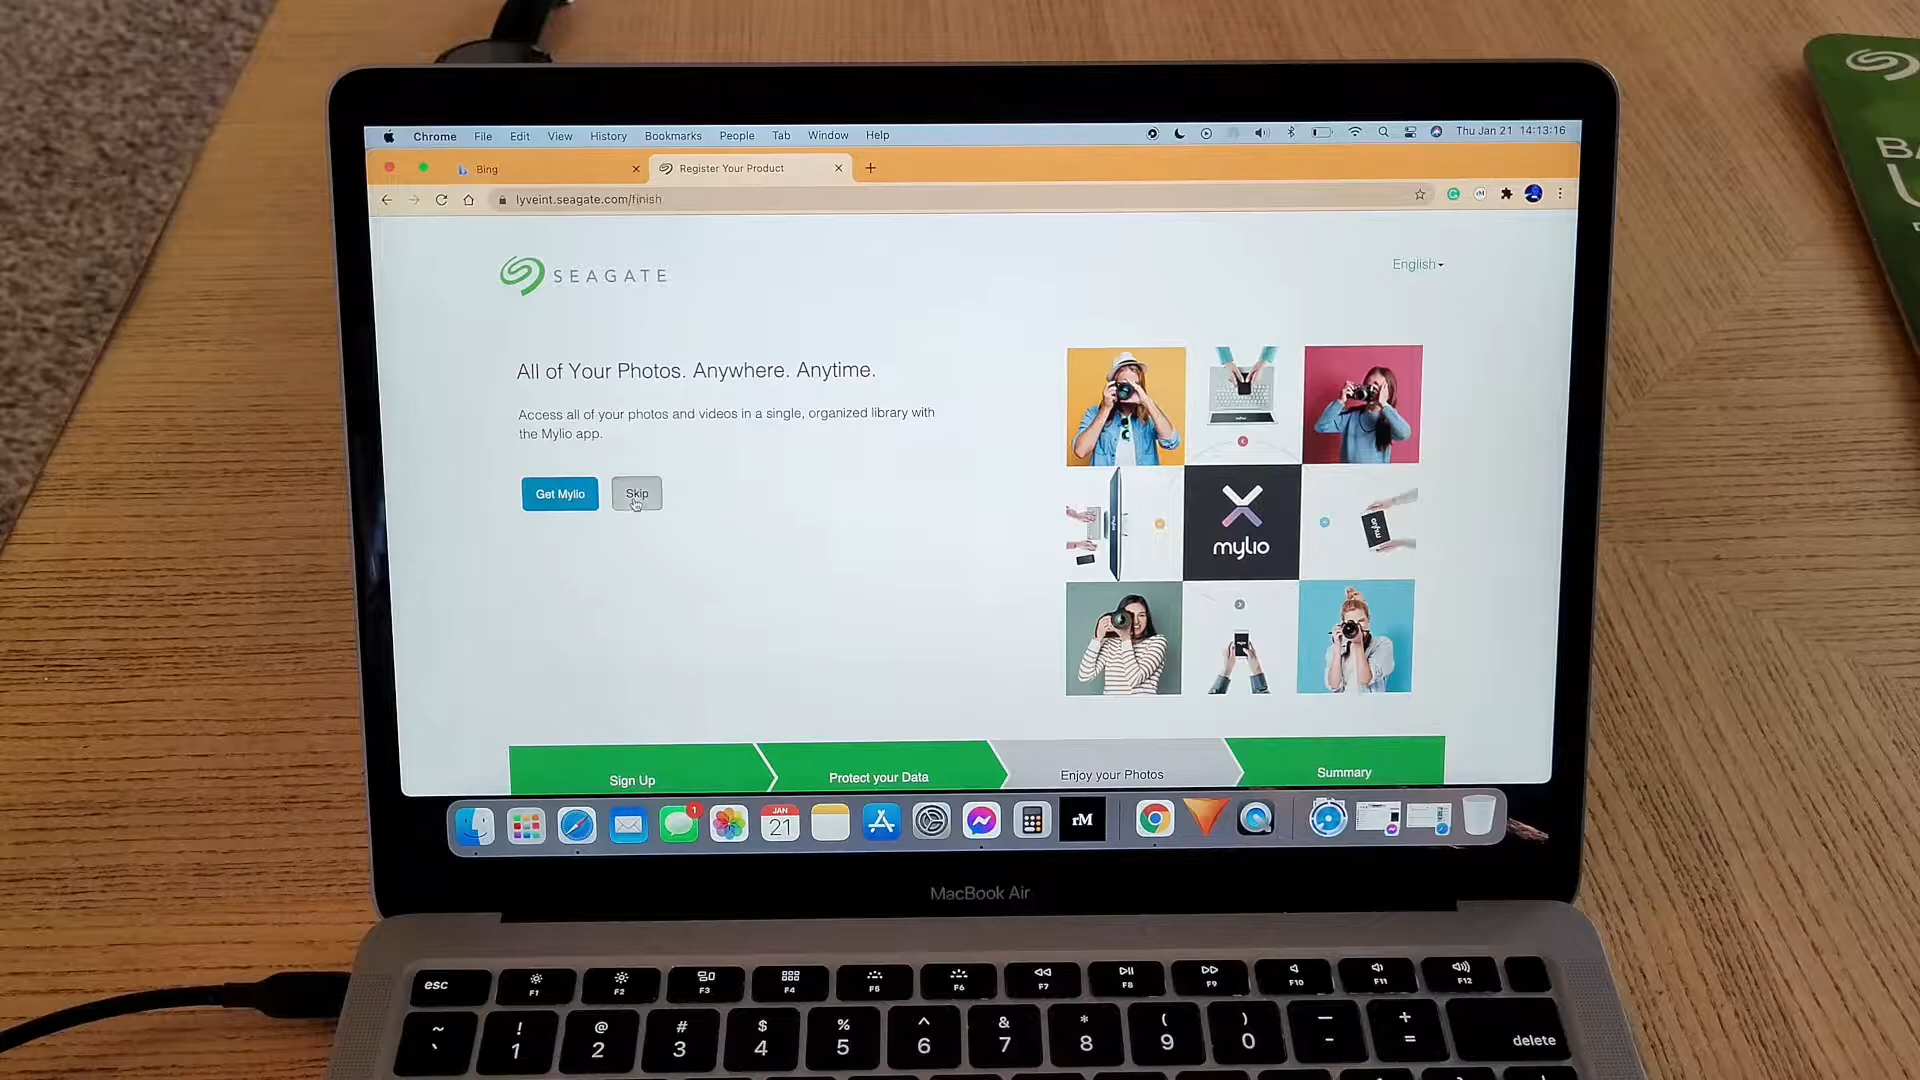 Chrome File Edit View History Bookmarks People Tab Window Help
Thu Jan 21 14:13:16
Bing
Register Your Product
lyveint.seagate.com/finish
SEAGATE
English
All of Your Photos. Anywhere. Anytime.
Access all of your photos and videos in a single, organized library with
the Mylio app.
Get Mylio
Skip
mylio
Sign Up
Protect your Data
Enjoy your Photos
Summary
1
JAN
21
rM
MacBook Air
esc F1 F2 F3 F4 F5 F6 F7 F8 F9 F10 F11 F12
~ ! @ # $ % ^ & * ( ) — +
` 1 2 3 4 5 6 7 8 9 0 - = delete